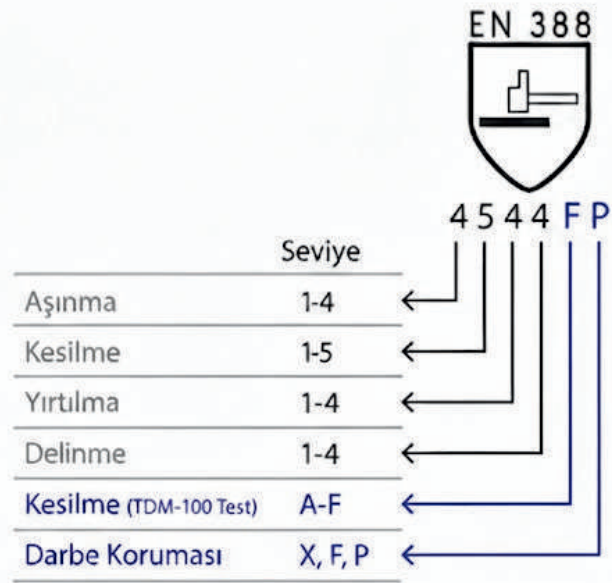 EN 388
4 5 4 4 F P
Seviye
Aşınma 1-4
Kesilme 1-5
Yırtılma 1-4
Delinme 1-4
Kesilme (TDM-100 Test) A-F
Darbe Koruması X, F, P